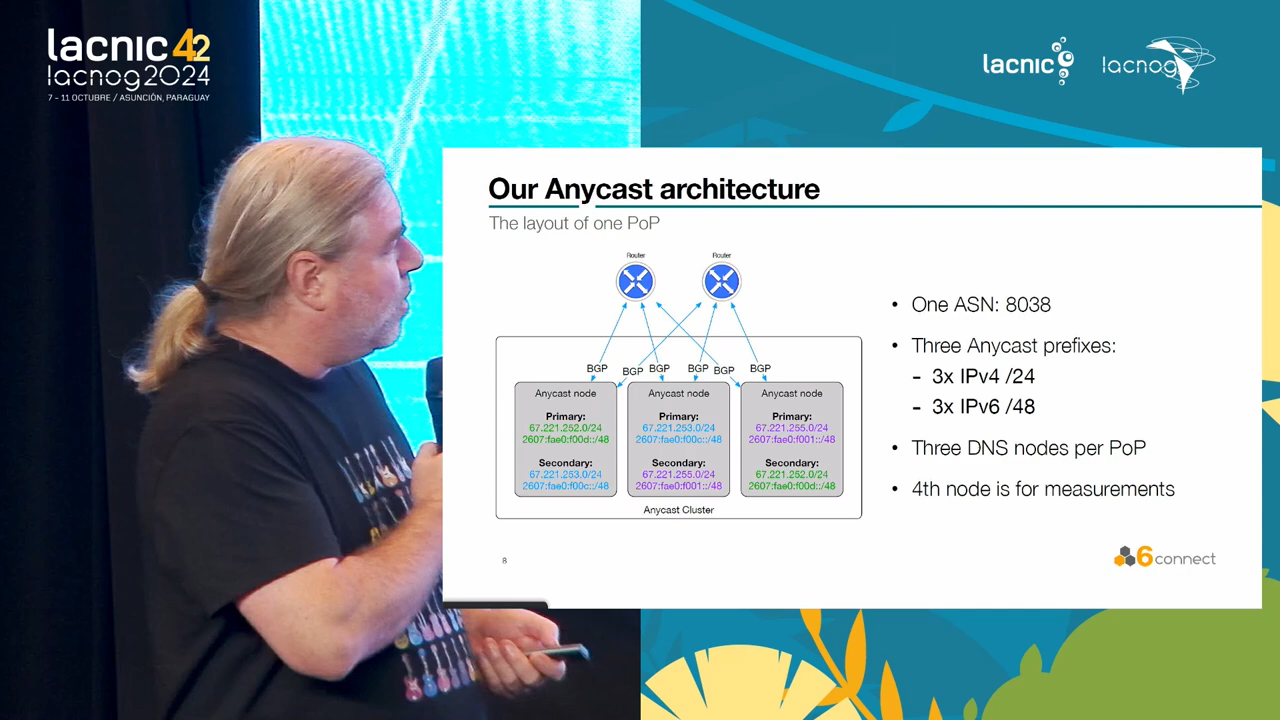 lacnic 42
lacnog2024
7 - 11 OCTUBRE / ASUNCIÓN, PARAGUAY
lacnic
lacnog
Our Anycast architecture
The layout of one PoP
Router
Router
BGP
BGP
BGP
BGP
BGP
BGP
Anycast node
Primary:
67.221.252.0/24
2607:fae0:f00d::/48
Secondary:
67.221.253.0/24
2607:fae0:f00c::/48
Anycast node
Primary:
67.221.253.0/24
2607:fae0:f00c::/48
Secondary:
67.221.255.0/24
2607:fae0:f001::/48
Anycast node
Primary:
67.221.255.0/24
2607:fae0:f001::/48
Secondary:
67.221.252.0/24
2607:fae0:f00d::/48
Anycast Cluster
• One ASN: 8038
• Three Anycast prefixes:
- 3x IPv4 /24
- 3x IPv6 /48
• Three DNS nodes per PoP
• 4th node is for measurements
8
6connect